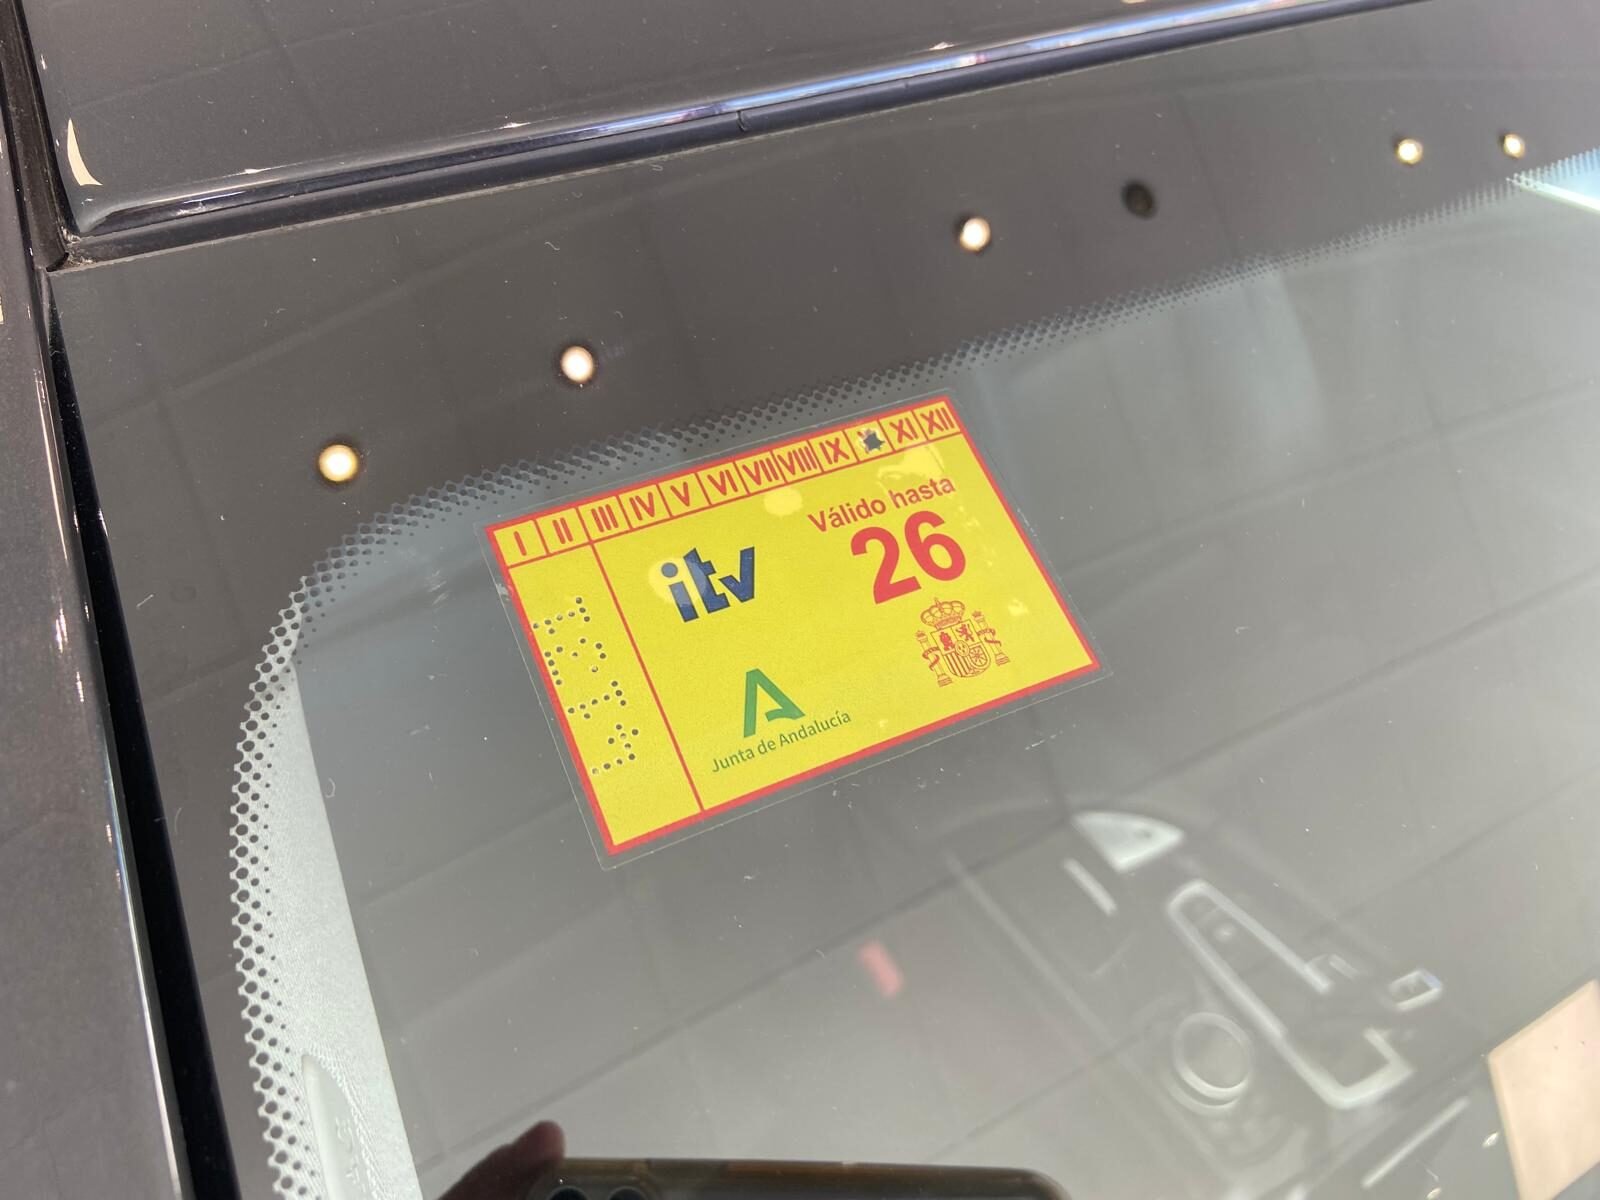 I II III IV V VI VII VIII IX XI XII
itv
Válido hasta
26
Junta de Andalucía